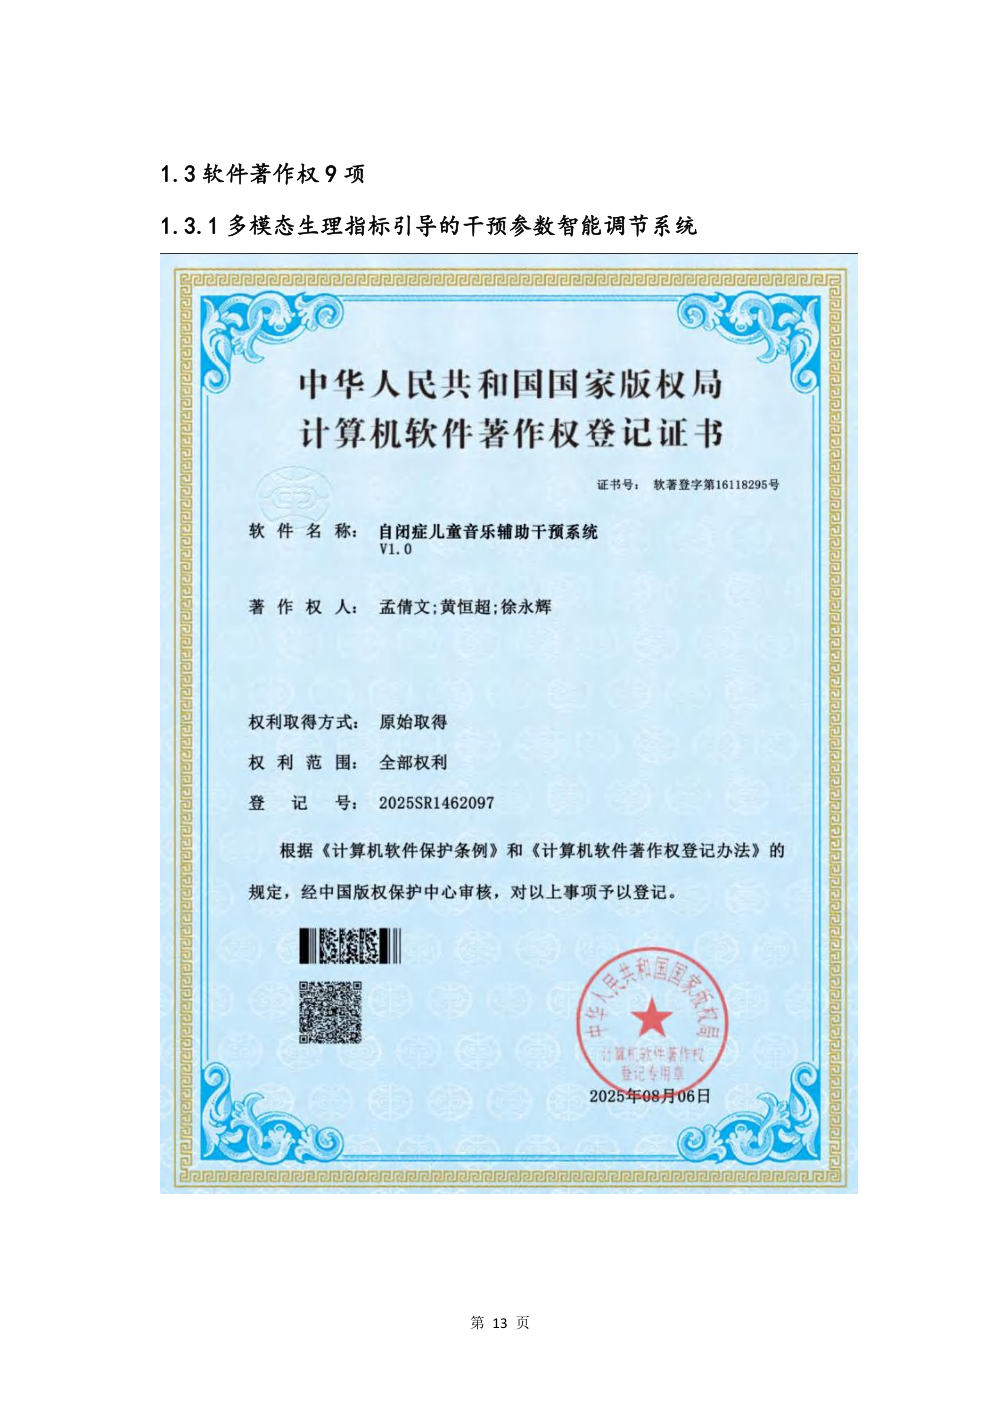 1.3 软件著作权 9 项
1.3.1 多模态生理指标引导的干预参数智能调节系统
中华人民共和国国家版权局
计算机软件著作权登记证书
证书号： 软著登字第16118295号
软件名称： 自闭症儿童音乐辅助干预系统
V1.0
著作权人： 孟倩文;黄恒超;徐永辉
权利取得方式： 原始取得
权利范围： 全部权利
登记号： 2025SR1462097
根据《计算机软件保护条例》和《计算机软件著作权登记办法》的
规定，经中国版权保护中心审核，对以上事项予以登记。
中华人民共和国国家版权局
计算机软件著作权
登记专用章
2025年08月06日
第 13 页